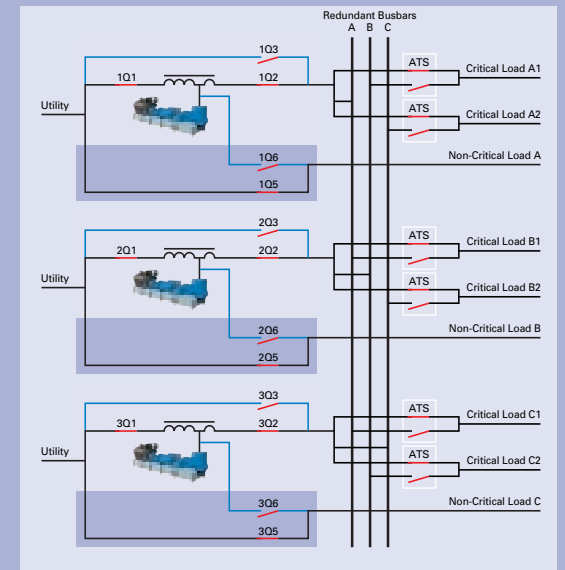 Redundant Busbars
A B C
1Q3
ATS
Critical Load A1
1Q1
1Q2
Utility
ATS
Critical Load A2
1Q6
Non-Critical Load A
1Q5
2Q3
ATS
Critical Load B1
2Q1
2Q2
Utility
ATS
Critical Load B2
2Q6
Non-Critical Load B
2Q5
3Q3
ATS
Critical Load C1
3Q1
3Q2
Utility
ATS
Critical Load C2
3Q6
Non-Critical Load C
3Q5